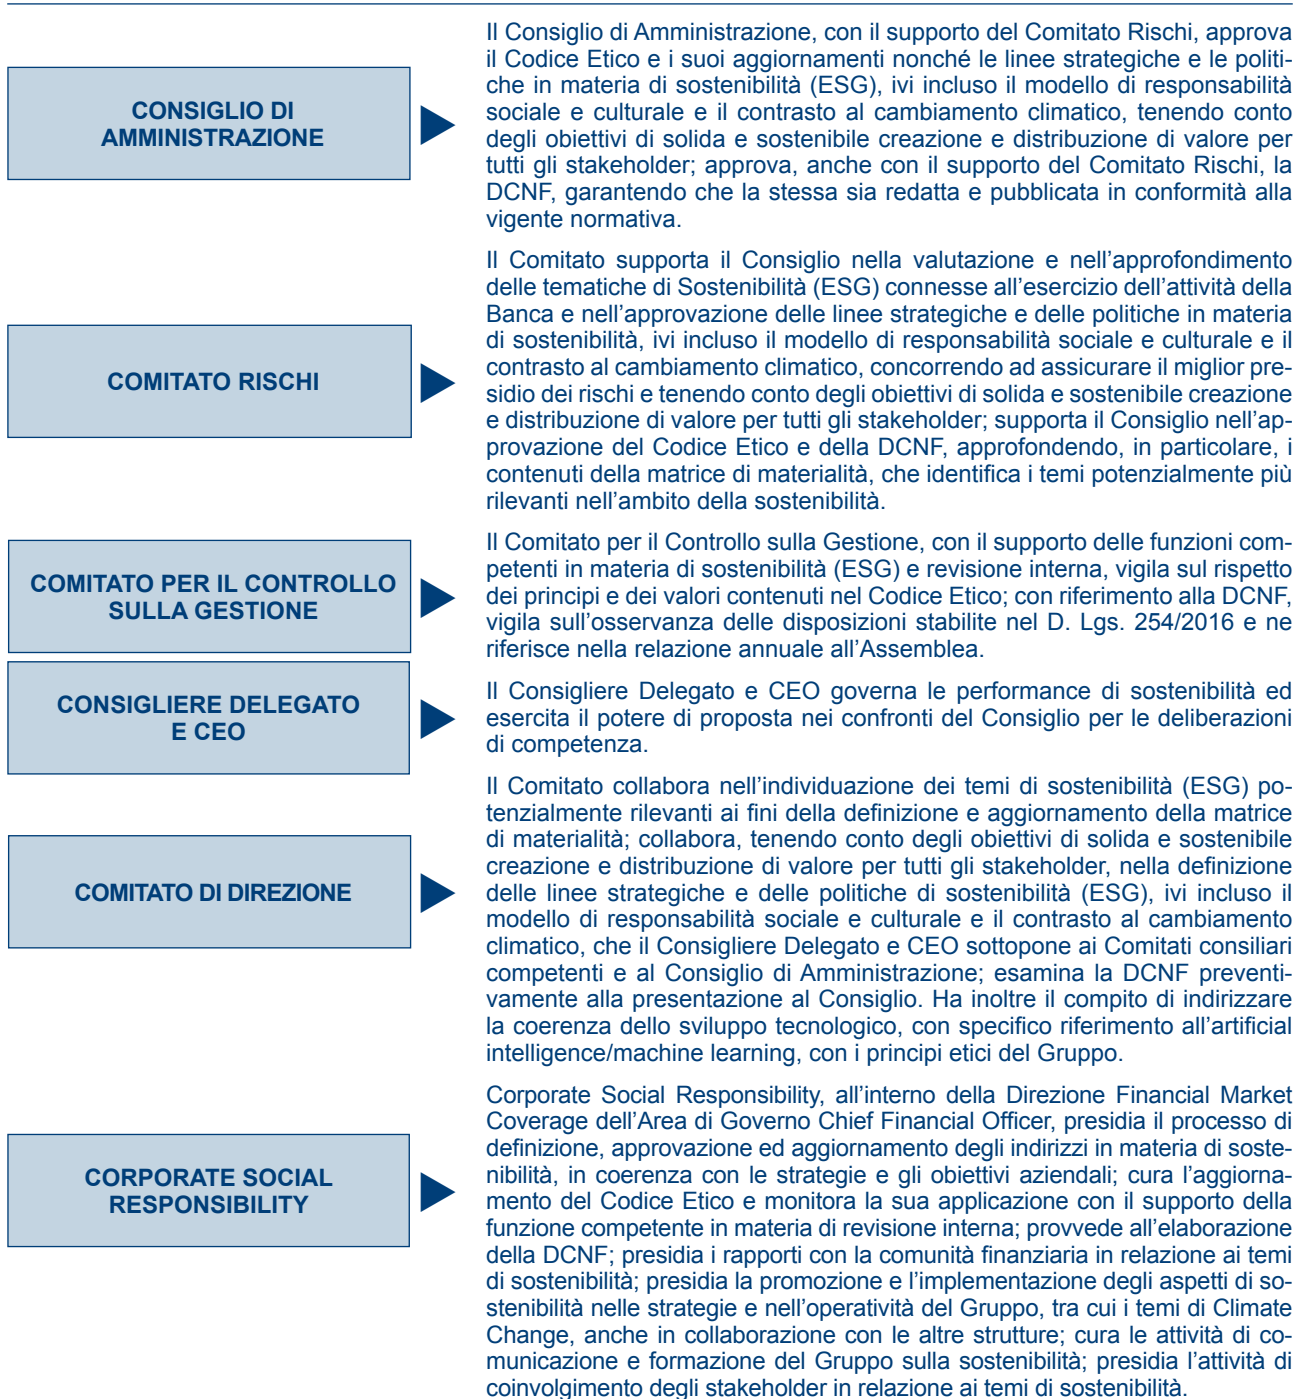 CONSIGLIO DI
AMMINISTRAZIONE
Il Consiglio di Amministrazione, con il supporto del Comitato Rischi, approva
il Codice Etico e i suoi aggiornamenti nonché le linee strategiche e le politi-
che in materia di sostenibilità (ESG), ivi incluso il modello di responsabilità
sociale e culturale e il contrasto al cambiamento climatico, tenendo conto
degli obiettivi di solida e sostenibile creazione e distribuzione di valore per
tutti gli stakeholder; approva, anche con il supporto del Comitato Rischi, la
DCNF, garantendo che la stessa sia redatta e pubblicata in conformità alla
vigente normativa.
COMITATO RISCHI
Il Comitato supporta il Consiglio nella valutazione e nell'approfondimento
delle tematiche di Sostenibilità (ESG) connesse all'esercizio dell'attività della
Banca e nell'approvazione delle linee strategiche e delle politiche in materia
di sostenibilità, ivi incluso il modello di responsabilità sociale e culturale e il
contrasto al cambiamento climatico, concorrendo ad assicurare il miglior pre-
sidio dei rischi e tenendo conto degli obiettivi di solida e sostenibile creazione
e distribuzione di valore per tutti gli stakeholder; supporta il Consiglio nell'ap-
provazione del Codice Etico e della DCNF, approfondendo, in particolare, i
contenuti della matrice di materialità, che identifica i temi potenzialmente più
rilevanti nell'ambito della sostenibilità.
COMITATO PER IL CONTROLLO
SULLA GESTIONE
Il Comitato per il Controllo sulla Gestione, con il supporto delle funzioni com-
petenti in materia di sostenibilità (ESG) e revisione interna, vigila sul rispetto
dei principi e dei valori contenuti nel Codice Etico; con riferimento alla DCNF,
vigila sull'osservanza delle disposizioni stabilite nel D. Lgs. 254/2016 e ne
riferisce nella relazione annuale all'Assemblea.
CONSIGLIERE DELEGATO
E CEO
Il Consigliere Delegato e CEO governa le performance di sostenibilità ed
esercita il potere di proposta nei confronti del Consiglio per le deliberazioni
di competenza.
COMITATO DI DIREZIONE
Il Comitato collabora nell'individuazione dei temi di sostenibilità (ESG) po-
tenzialmente rilevanti ai fini della definizione e aggiornamento della matrice
di materialità; collabora, tenendo conto degli obiettivi di solida e sostenibile
creazione e distribuzione di valore per tutti gli stakeholder, nella definizione
delle linee strategiche e delle politiche di sostenibilità (ESG), ivi incluso il
modello di responsabilità sociale e culturale e il contrasto al cambiamento
climatico, che il Consigliere Delegato e CEO sottopone ai Comitati consiliari
competenti e al Consiglio di Amministrazione; esamina la DCNF preventi-
vamente alla presentazione al Consiglio. Ha inoltre il compito di indirizzare
la coerenza dello sviluppo tecnologico, con specifico riferimento all'artificial
intelligence/machine learning, con i principi etici del Gruppo.
CORPORATE SOCIAL
RESPONSIBILITY
Corporate Social Responsibility, all'interno della Direzione Financial Market
Coverage dell'Area di Governo Chief Financial Officer, presidia il processo di
definizione, approvazione ed aggiornamento degli indirizzi in materia di soste-
nibilità, in coerenza con le strategie e gli obiettivi aziendali; cura l'aggiorna-
mento del Codice Etico e monitora la sua applicazione con il supporto della
funzione competente in materia di revisione interna; provvede all'elaborazione
della DCNF; presidia i rapporti con la comunità finanziaria in relazione ai temi
di sostenibilità; presidia la promozione e l'implementazione degli aspetti di so-
stenibilità nelle strategie e nell'operatività del Gruppo, tra cui i temi di Climate
Change, anche in collaborazione con le altre strutture; cura le attività di co-
municazione e formazione del Gruppo sulla sostenibilità; presidia l'attività di
coinvolgimento degli stakeholder in relazione ai temi di sostenibilità.